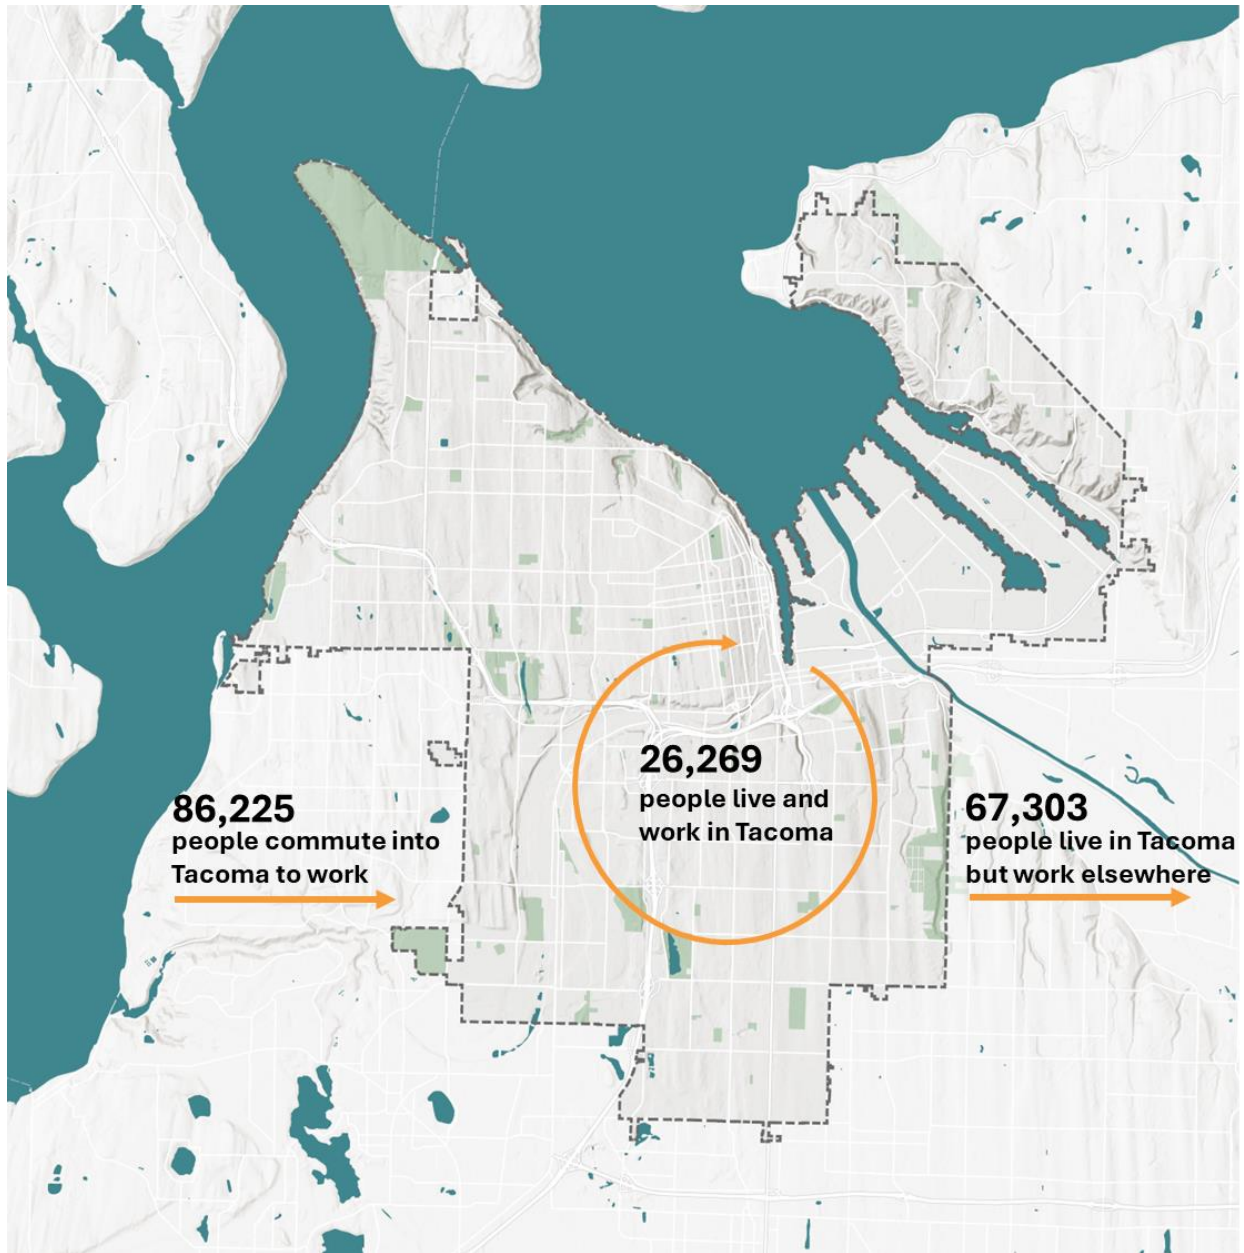 86,225
people commute into
Tacoma to work
26,269
people live and
work in Tacoma
67,303
people live in Tacoma
but work elsewhere